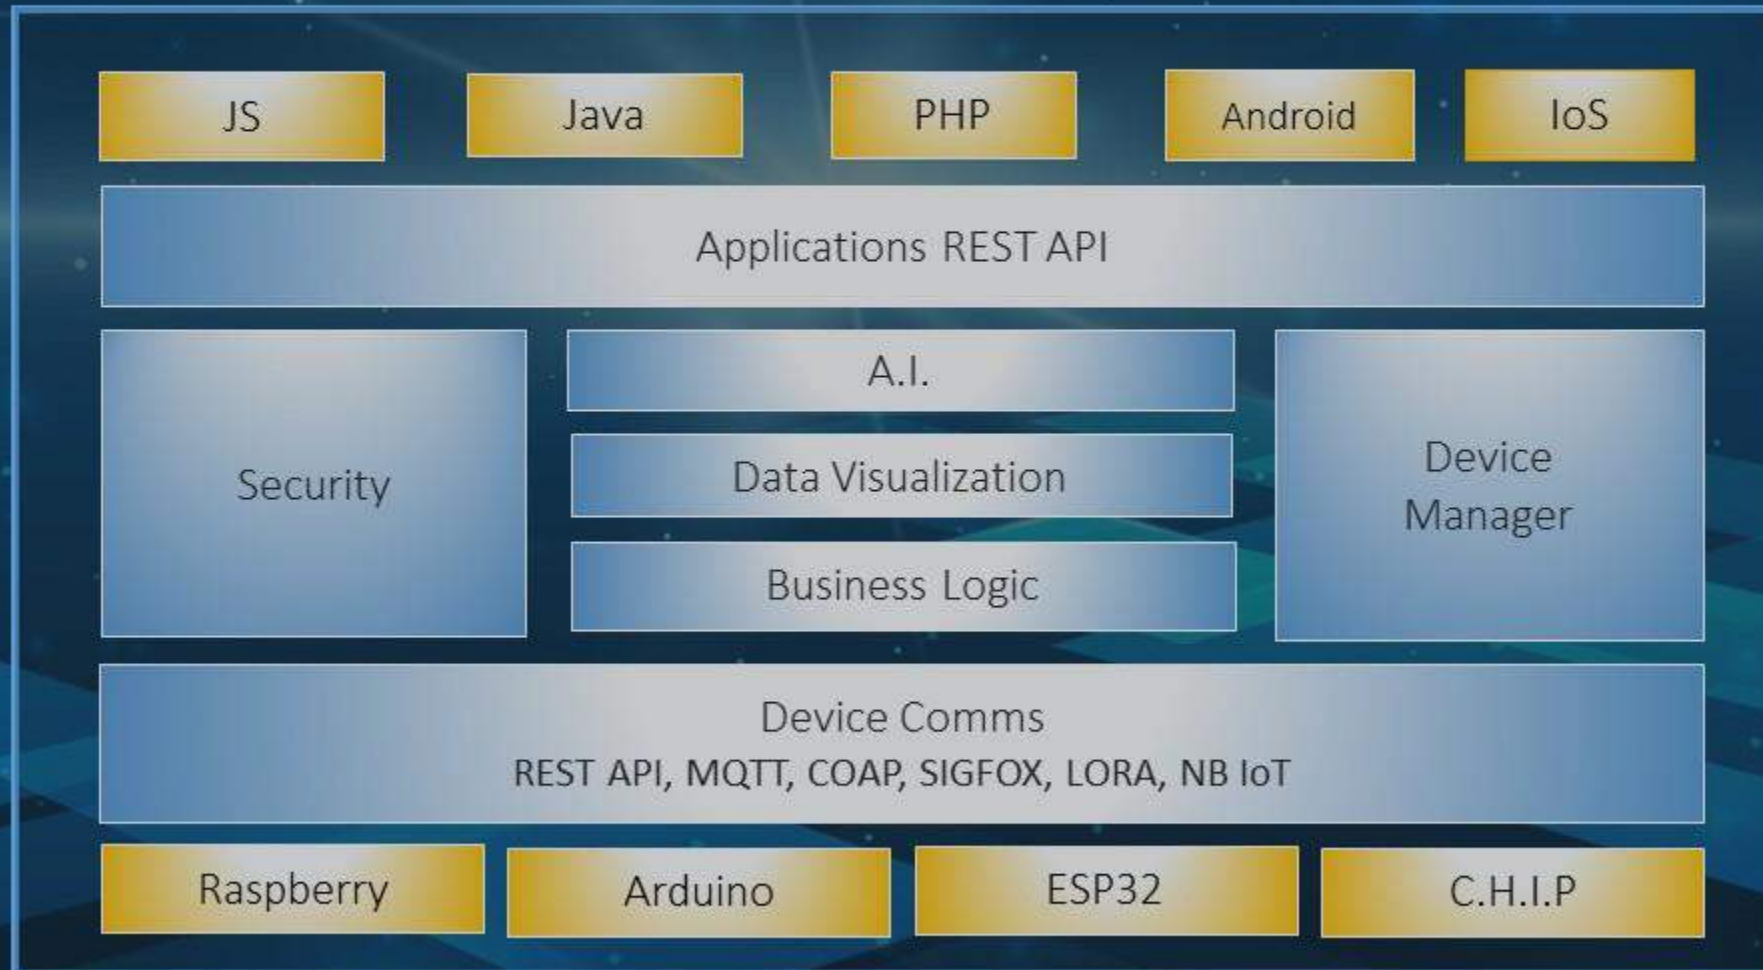 JS
Java
PHP
Android
IoS
Applications REST API
Security
A.I.
Data Visualization
Business Logic
Device
Manager
Device Comms
REST API, MQTT, COAP, SIGFOX, LORA, NB IoT
Raspberry
Arduino
ESP32
C.H.I.P